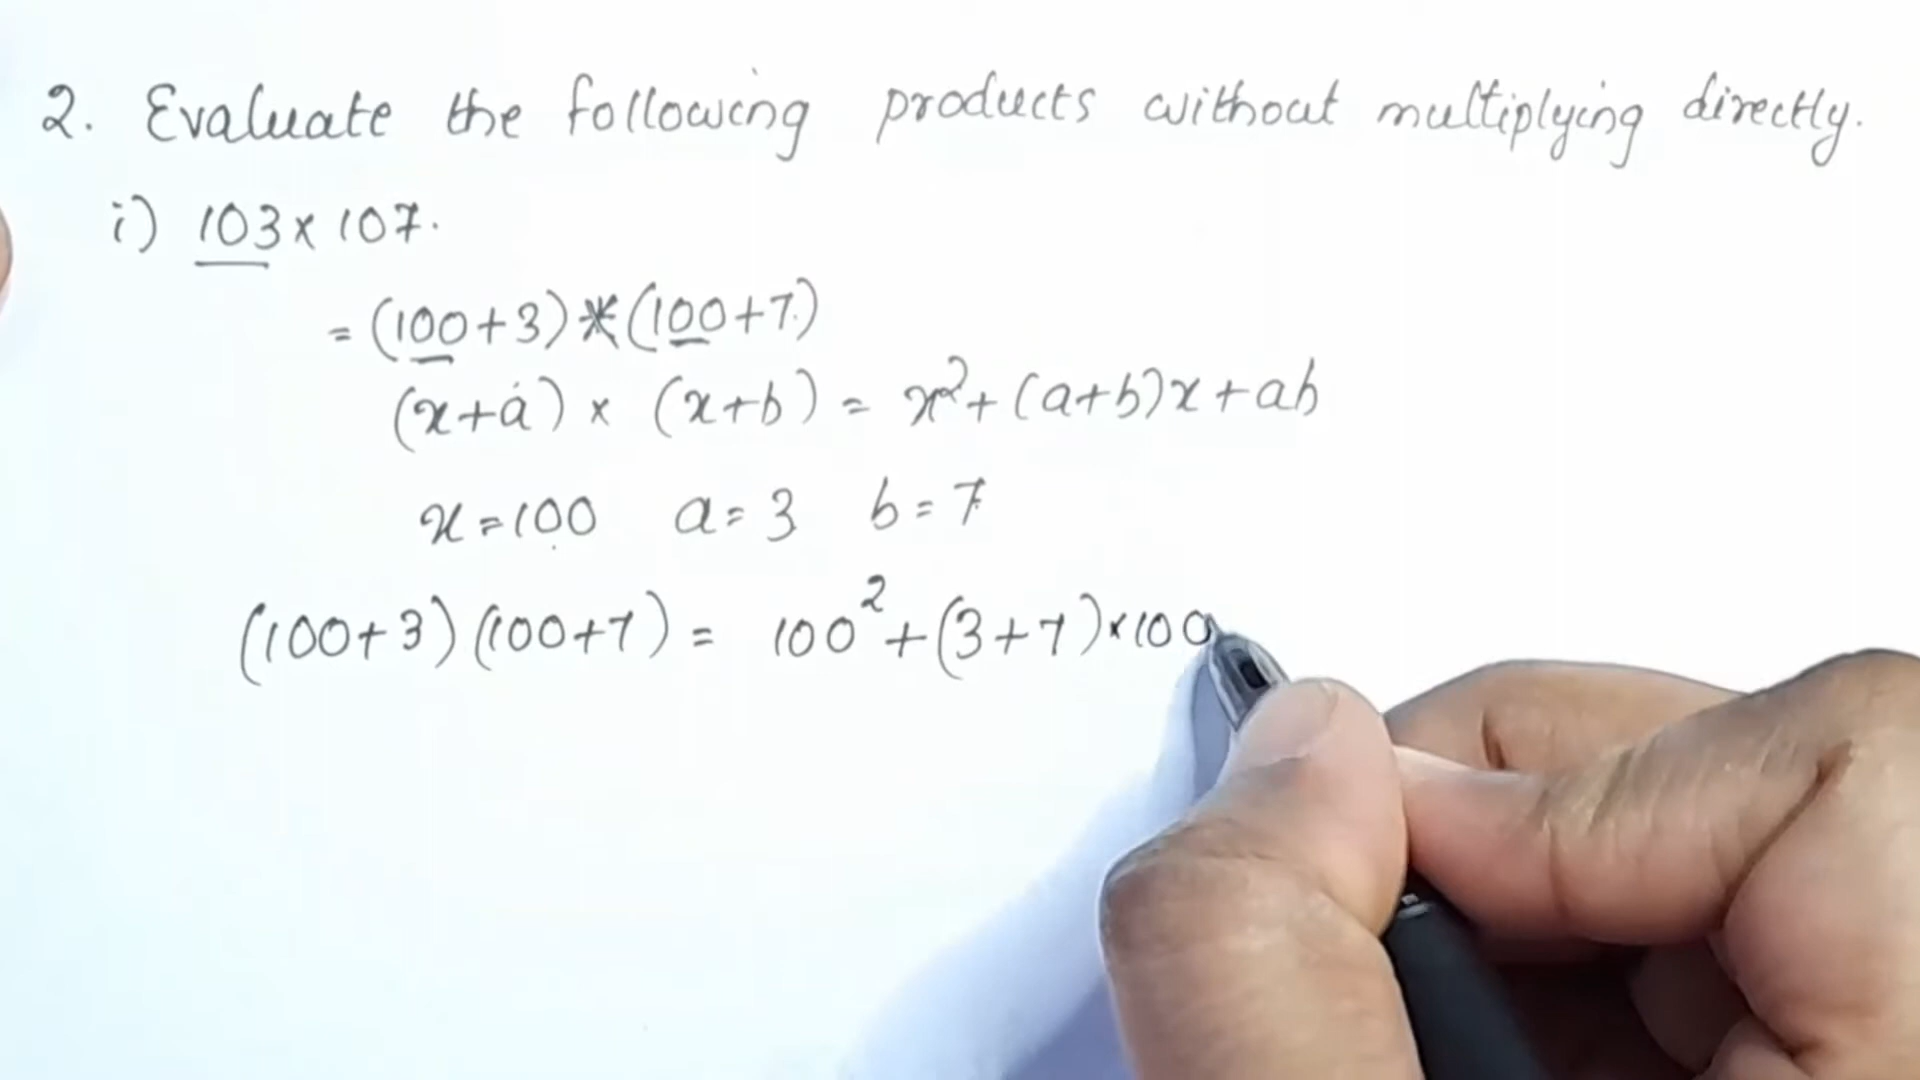 2. Evaluate the following products without multiplying directly.
i) 103 × 107.
= (100+3) * (100+7)
(x+a) × (x+b) = x² + (a+b)x + ab
x = 100 a = 3 b = 7
(100+3) (100+7) = 100² + (3+7) × 100